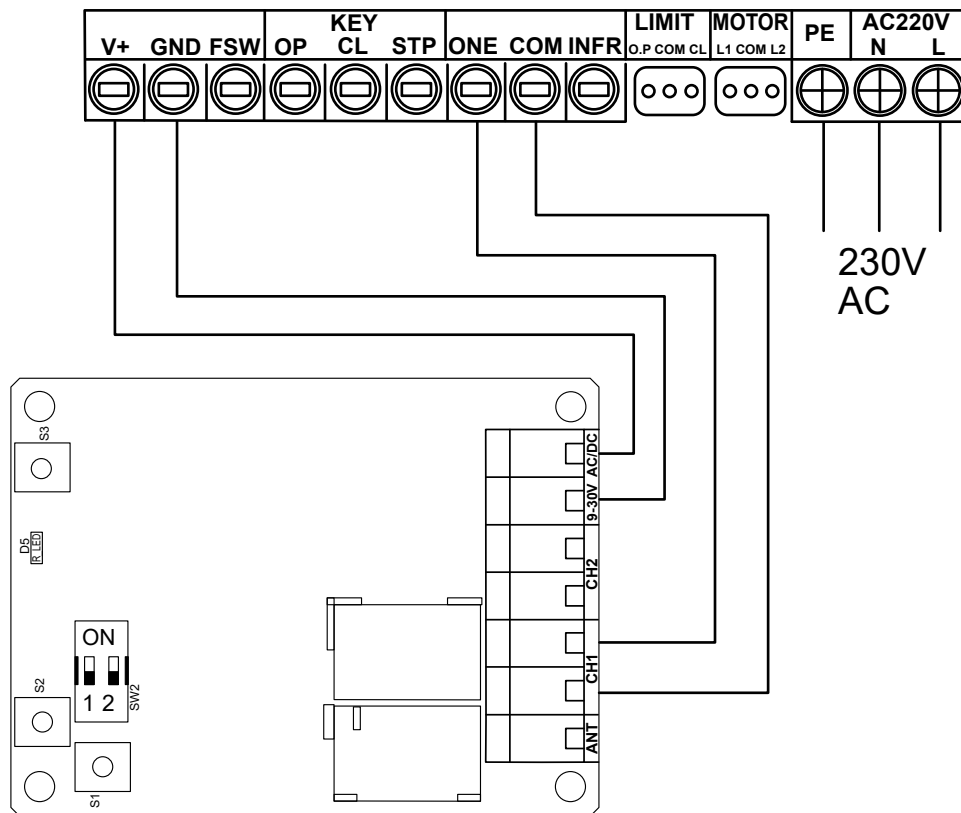 KEY
LIMIT MOTOR PE AC220V
V+ GND FSW OP CL STP ONE COM INFR O.P COM CL L1 COM L2 N L
230V
AC
S3
AC/DC
9-30V
D5
R_LED
CH2
ON
1 2
SW2
S2
CH1
ANT
S1